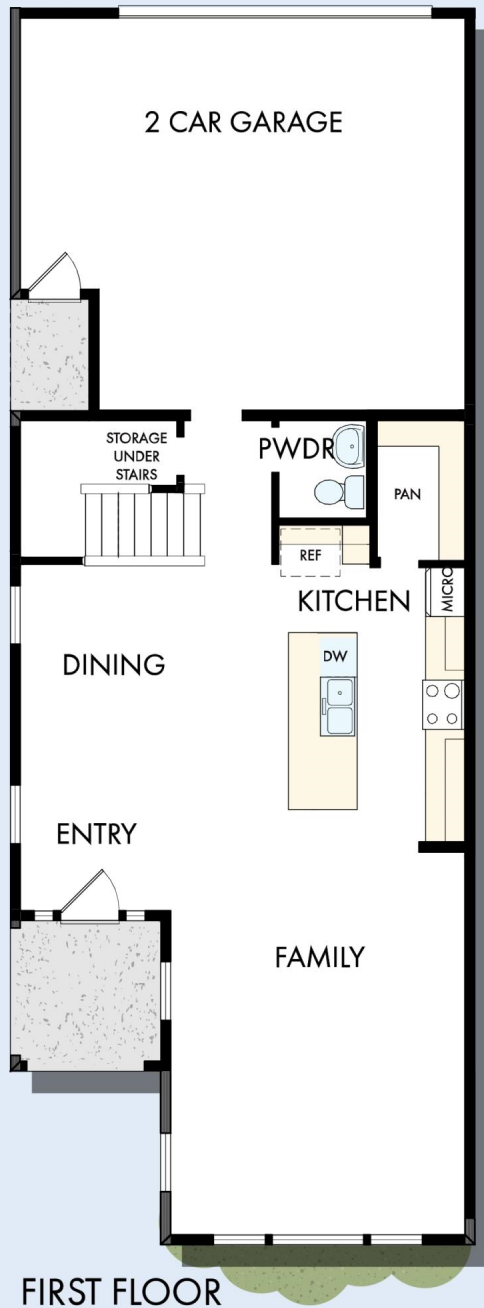 2 CAR GARAGE
STORAGE
UNDER
STAIRS
PWDR
PAN
REF
KITCHEN
MICRO
DW
DINING
ENTRY
FAMILY
FIRST FLOOR